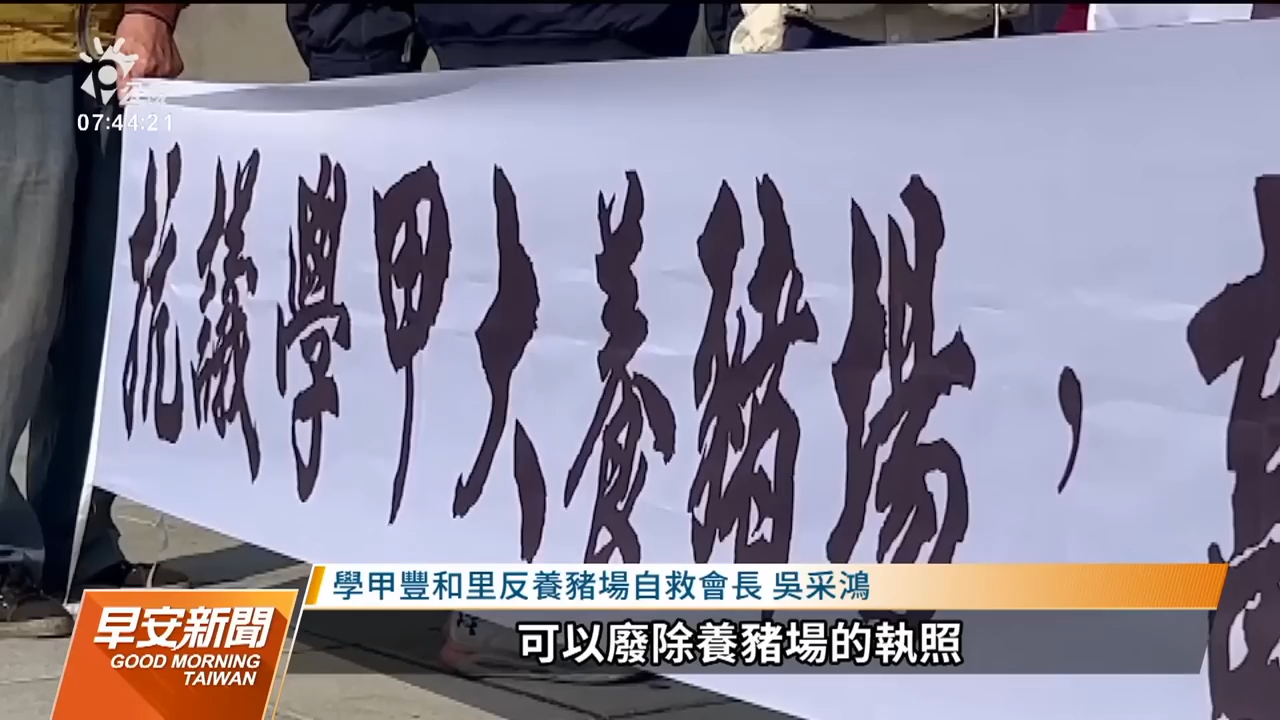 07:44:21
抗議學甲大養豬場，
學甲豐和里反養豬場自救會長 吳采鴻
可以廢除養豬場的執照
早安新聞
GOOD MORNING
TAIWAN